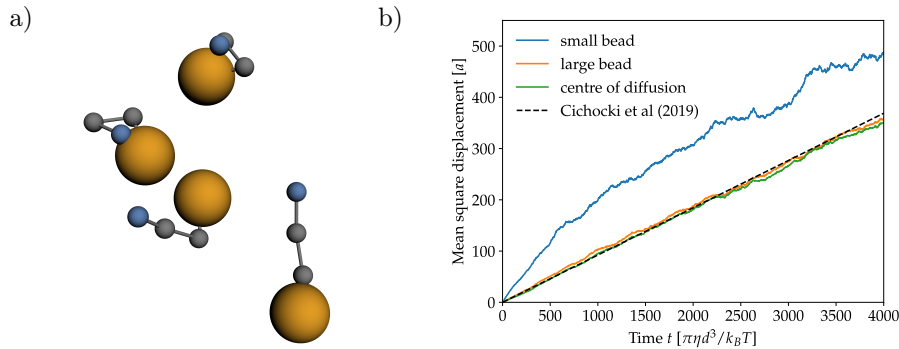 a)
b)
small bead
large bead
centre of diffusion
Cichocki et al (2019)
Mean square displacement [a]
500
400
300
200
100
0
0 500 1000 1500 2000 2500 3000 3500 4000
Time t [πηd³/k_BT]